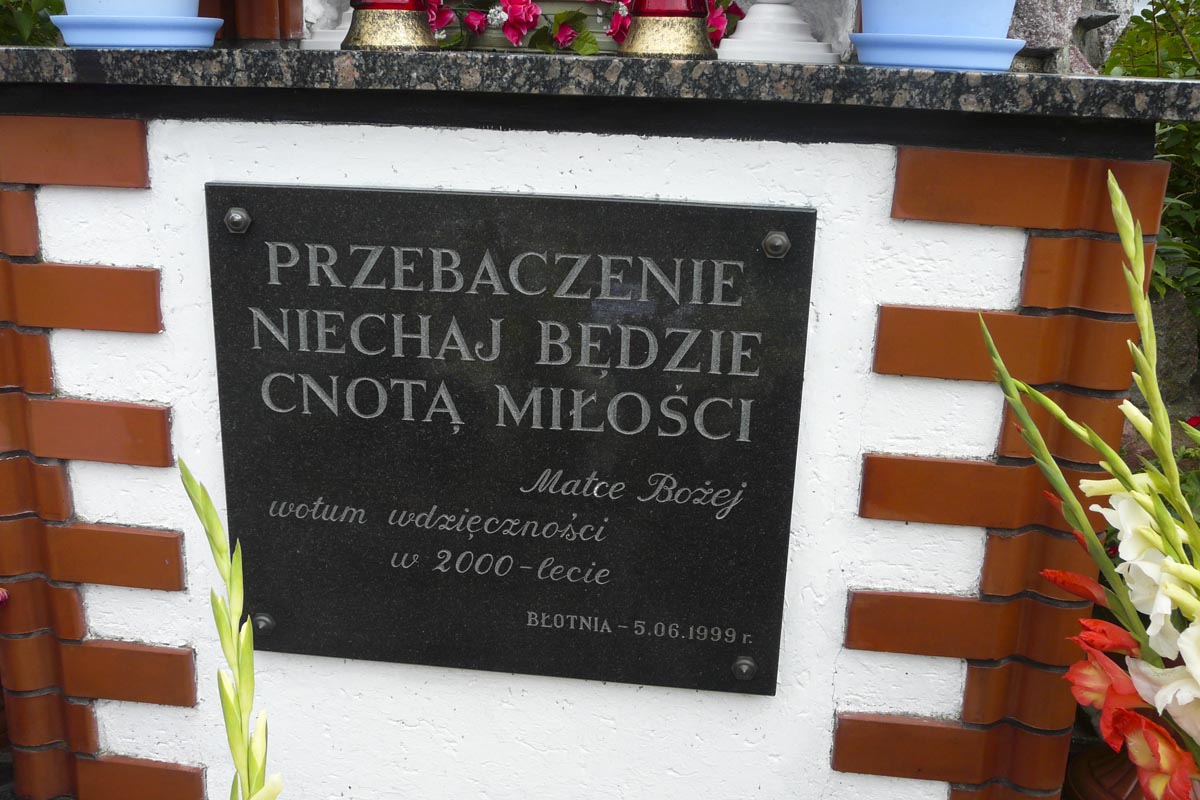 PRZEBACZENIE
NIECHAJ BĘDZIE
CNOTĄ MIŁOŚCI
Matce Bożej
wotum wdzięczności
w 2000-lecie
BŁOTNIA – 5.06.1999 r.